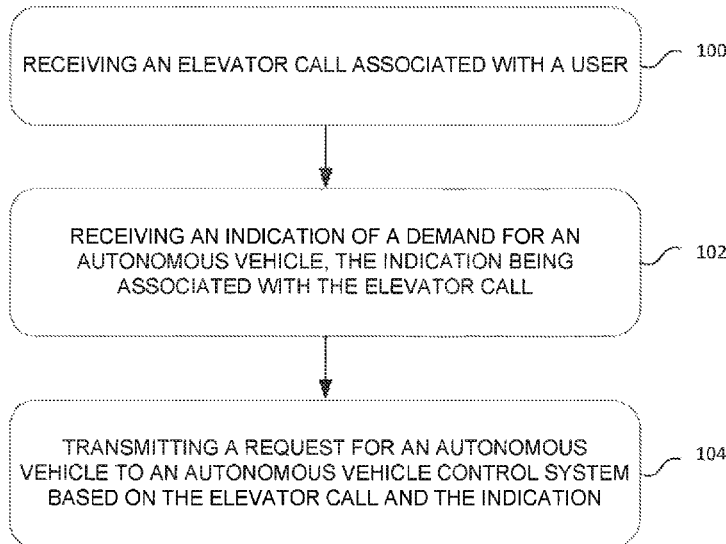 RECEIVING AN ELEVATOR CALL ASSOCIATED WITH A USER
100
RECEIVING AN INDICATION OF A DEMAND FOR AN
AUTONOMOUS VEHICLE, THE INDICATION BEING
ASSOCIATED WITH THE ELEVATOR CALL
102
TRANSMITTING A REQUEST FOR AN AUTONOMOUS
VEHICLE TO AN AUTONOMOUS VEHICLE CONTROL SYSTEM
BASED ON THE ELEVATOR CALL AND THE INDICATION
104